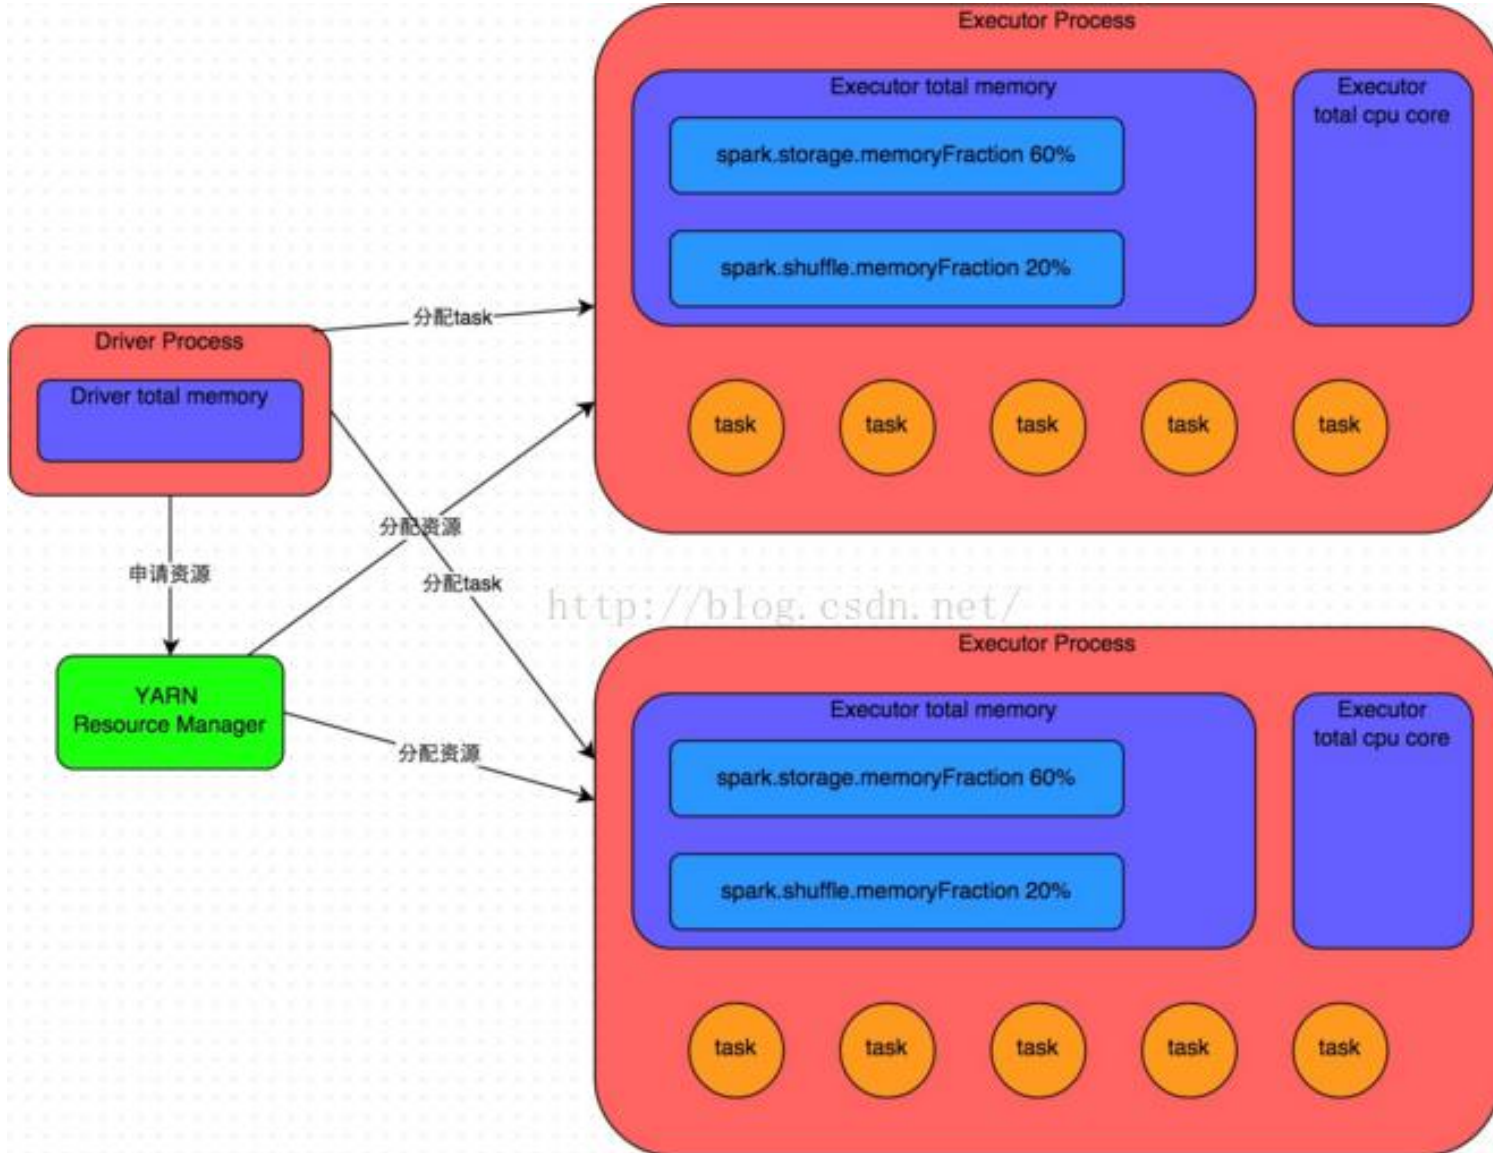 Executor Process
Executor total memory
Executor
total cpu core
spark.storage.memoryFraction 60%
spark.shuffle.memoryFraction 20%
分配task
Driver Process
Driver total memory
task task task task task
分配资源
申请资源
分配task
http://blog.csdn.net/
Executor Process
YARN
Resource Manager
分配资源
Executor total memory
Executor
total cpu core
spark.storage.memoryFraction 60%
spark.shuffle.memoryFraction 20%
task task task task task